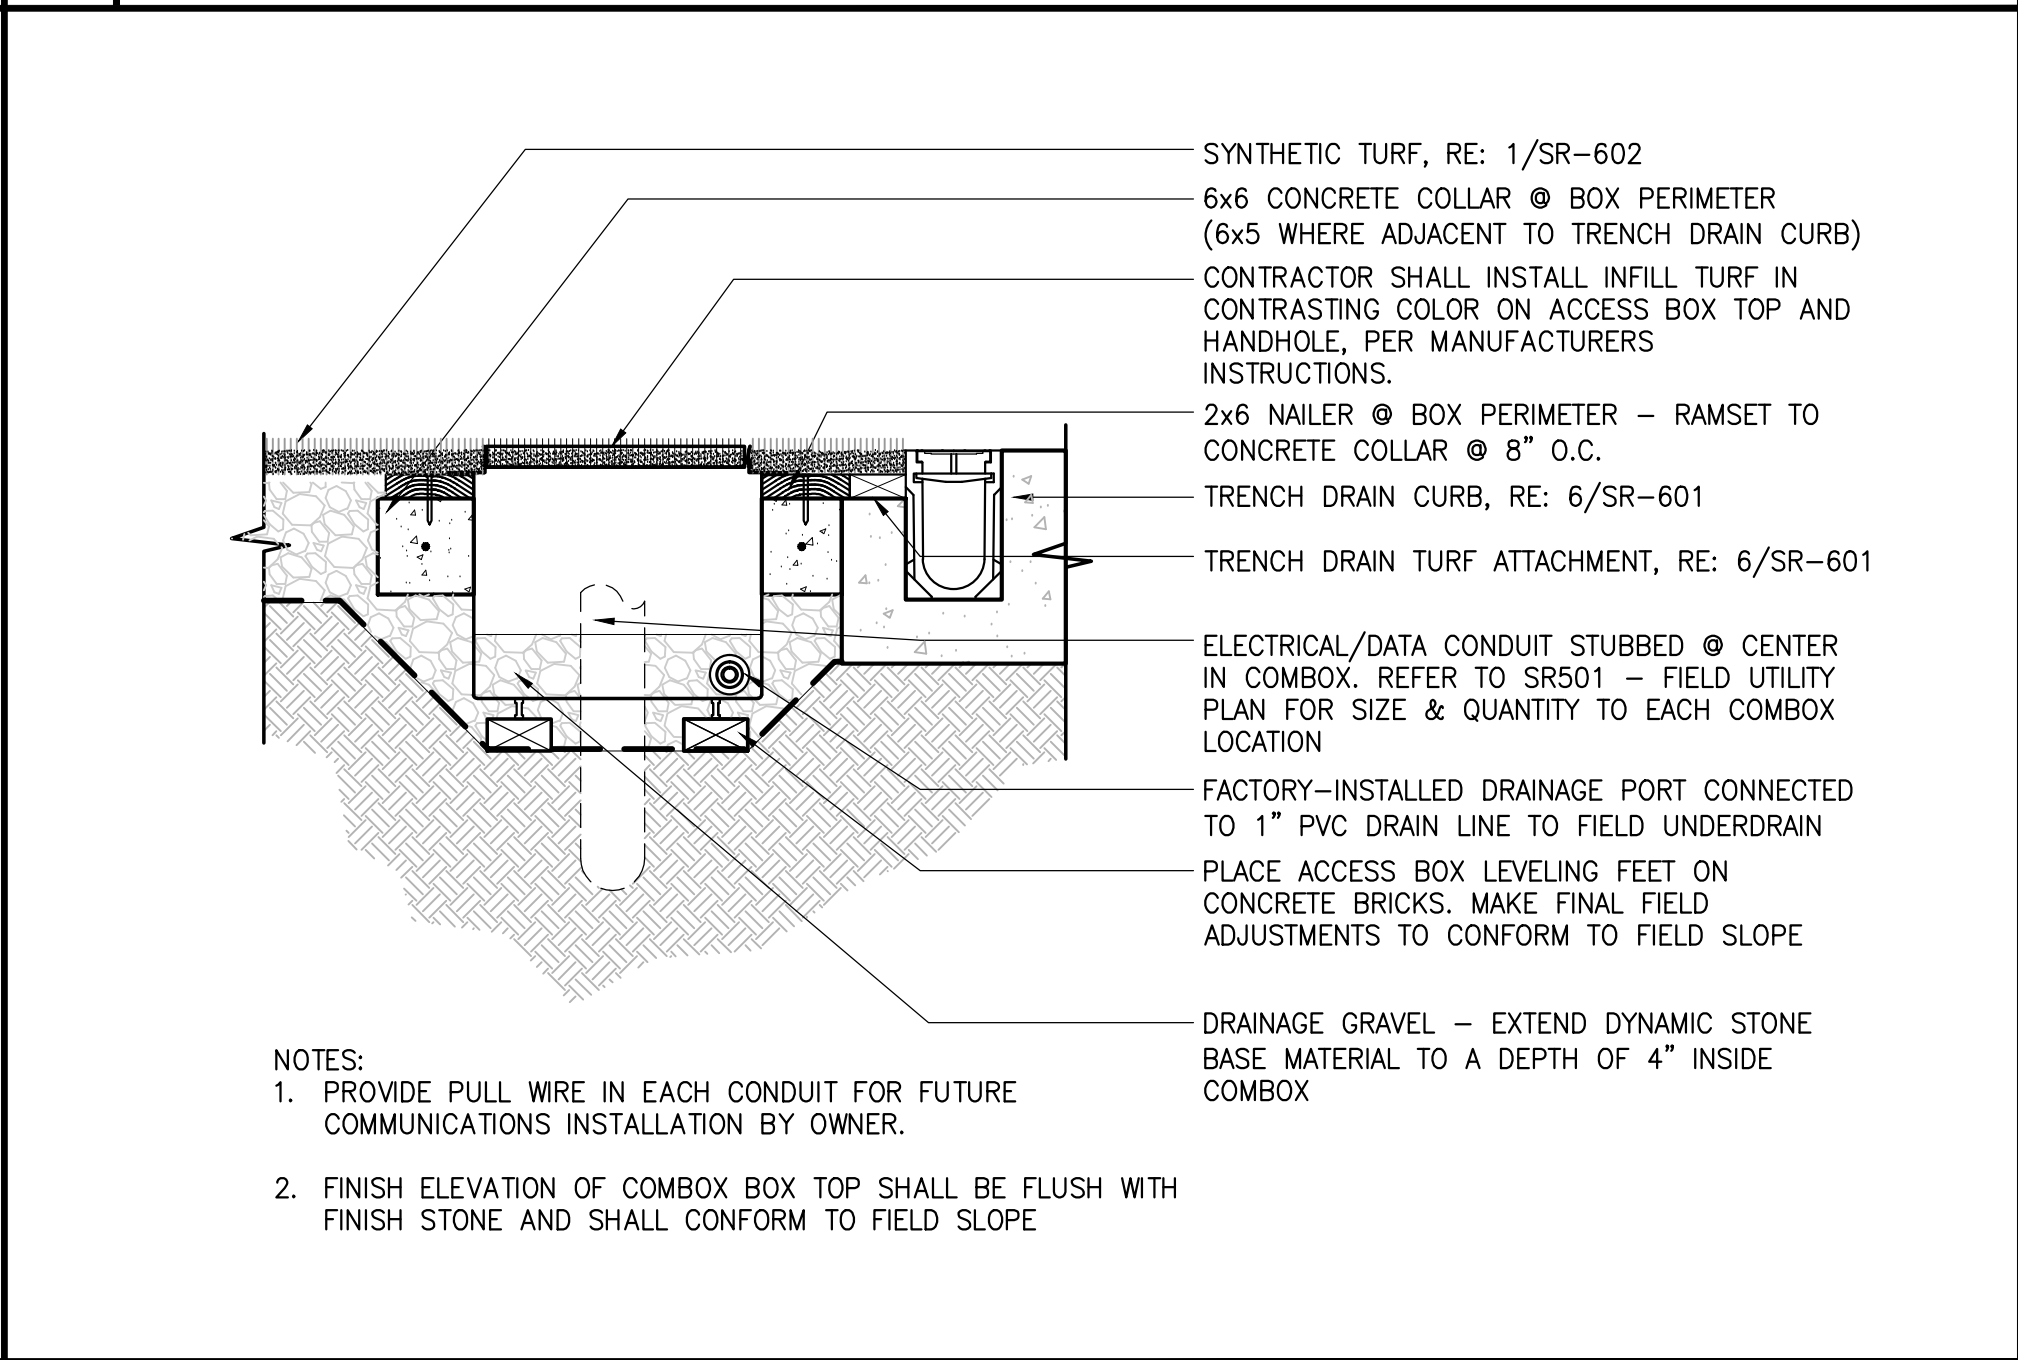 SYNTHETIC TURF, RE: 1/SR-602
6x6 CONCRETE COLLAR @ BOX PERIMETER
(6x5 WHERE ADJACENT TO TRENCH DRAIN CURB)
CONTRACTOR SHALL INSTALL INFILL TURF IN
CONTRASTING COLOR ON ACCESS BOX TOP AND
HANDHOLE, PER MANUFACTURERS
INSTRUCTIONS.
2x6 NAILER @ BOX PERIMETER – RAMSET TO
CONCRETE COLLAR @ 8" O.C.
TRENCH DRAIN CURB, RE: 6/SR-601
TRENCH DRAIN TURF ATTACHMENT, RE: 6/SR-601
ELECTRICAL/DATA CONDUIT STUBBED @ CENTER
IN COMBOX. REFER TO SR501 – FIELD UTILITY
PLAN FOR SIZE & QUANTITY TO EACH COMBOX
LOCATION
FACTORY-INSTALLED DRAINAGE PORT CONNECTED
TO 1" PVC DRAIN LINE TO FIELD UNDERDRAIN
PLACE ACCESS BOX LEVELING FEET ON
CONCRETE BRICKS. MAKE FINAL FIELD
ADJUSTMENTS TO CONFORM TO FIELD SLOPE
DRAINAGE GRAVEL – EXTEND DYNAMIC STONE
BASE MATERIAL TO A DEPTH OF 4" INSIDE
COMBOX
NOTES:
1. PROVIDE PULL WIRE IN EACH CONDUIT FOR FUTURE
COMMUNICATIONS INSTALLATION BY OWNER.
2. FINISH ELEVATION OF COMBOX BOX TOP SHALL BE FLUSH WITH
FINISH STONE AND SHALL CONFORM TO FIELD SLOPE